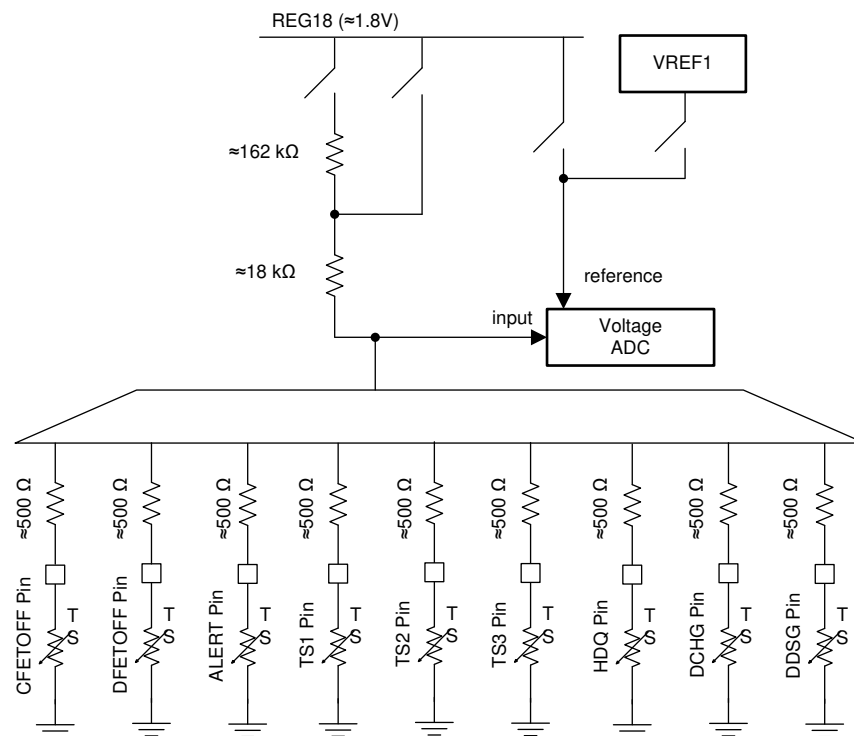 REG18 (≈1.8V)
VREF1
≈162 kΩ
≈18 kΩ
reference
input
Voltage
ADC
≈500 Ω
≈500 Ω
≈500 Ω
≈500 Ω
≈500 Ω
≈500 Ω
≈500 Ω
≈500 Ω
≈500 Ω
CFETOFF Pin
T
S
DFETOFF Pin
T
S
ALERT Pin
T
S
TS1 Pin
T
S
TS2 Pin
T
S
TS3 Pin
T
S
HDQ Pin
T
S
DCHG Pin
T
S
DDSG Pin
T
S